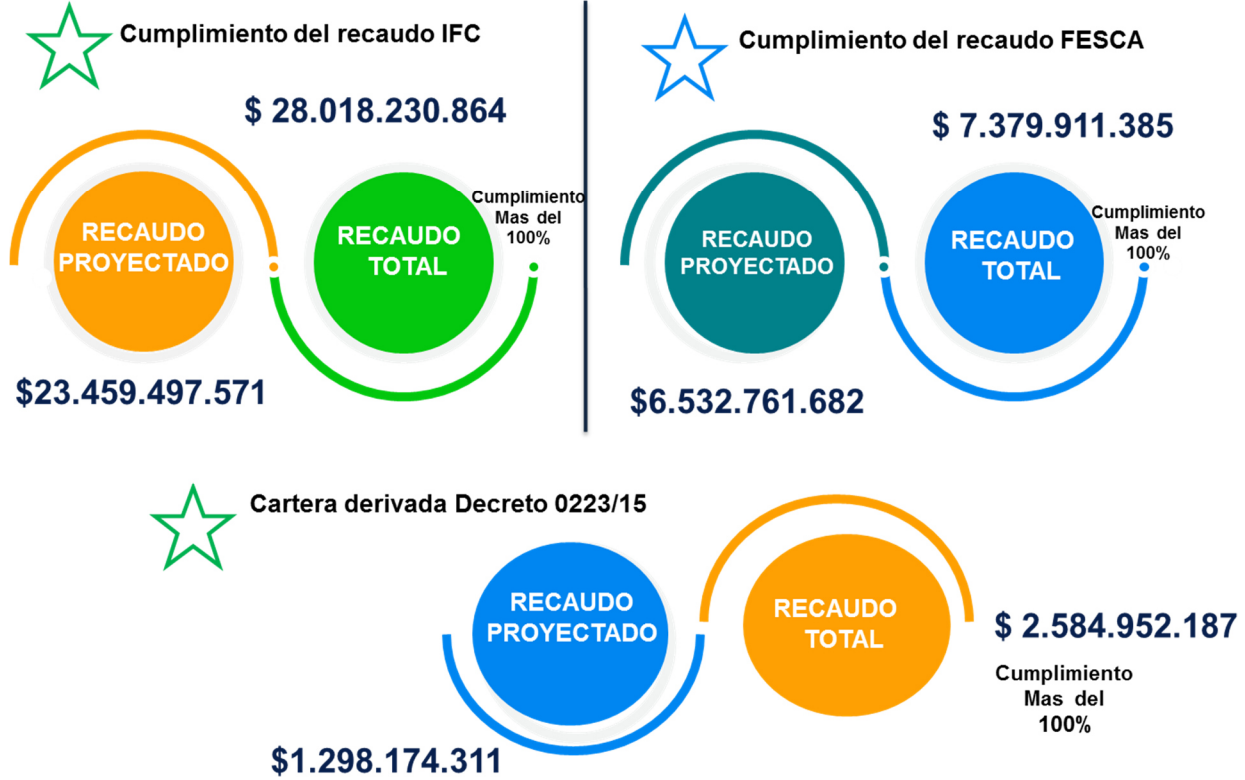 Cumplimiento del recaudo IFC
$ 28.018.230.864
RECAUDO
PROYECTADO
RECAUDO
TOTAL
Cumplimiento
Mas del
100%
$23.459.497.571
Cumplimiento del recaudo FESCA
$ 7.379.911.385
RECAUDO
PROYECTADO
RECAUDO
TOTAL
Cumplimiento
Mas del
100%
$6.532.761.682
Cartera derivada Decreto 0223/15
RECAUDO
PROYECTADO
RECAUDO
TOTAL
$ 2.584.952.187
Cumplimiento
Mas del
100%
$1.298.174.311